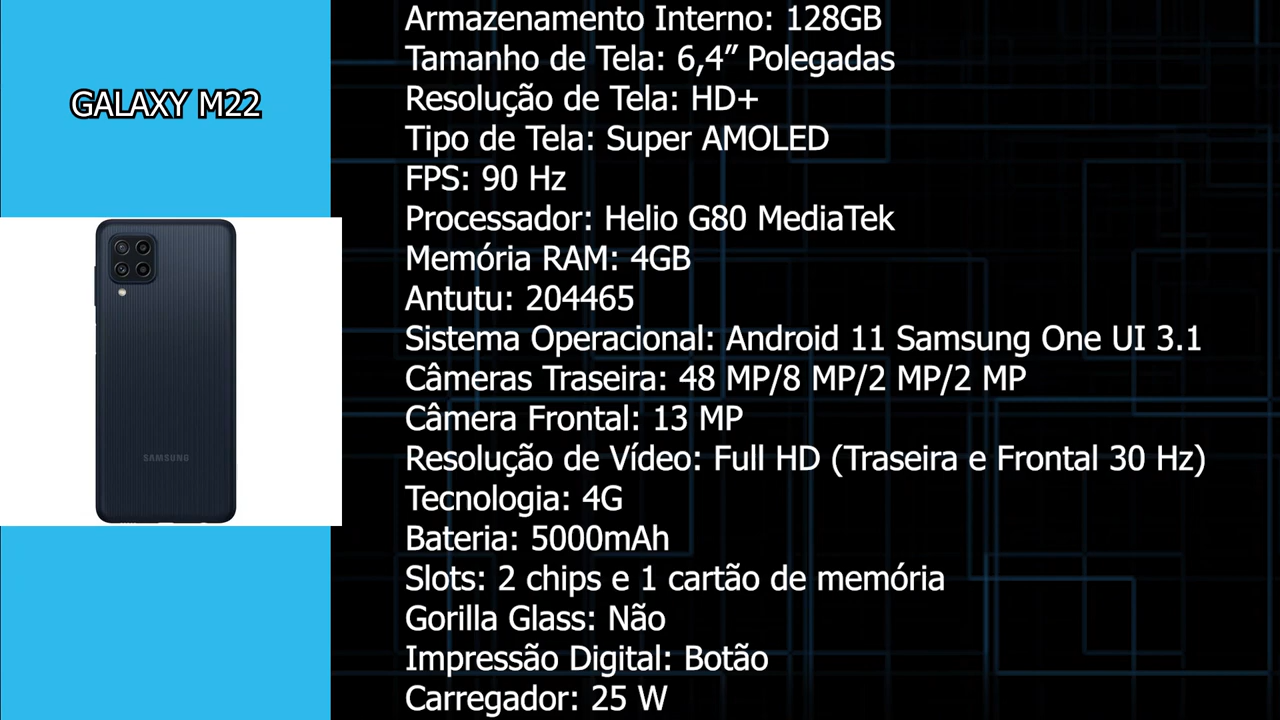 GALAXY M22
SAMSUNG
Armazenamento Interno: 128GB
Tamanho de Tela: 6,4” Polegadas
Resolução de Tela: HD+
Tipo de Tela: Super AMOLED
FPS: 90 Hz
Processador: Helio G80 MediaTek
Memória RAM: 4GB
Antutu: 204465
Sistema Operacional: Android 11 Samsung One UI 3.1
Câmeras Traseira: 48 MP/8 MP/2 MP/2 MP
Câmera Frontal: 13 MP
Resolução de Vídeo: Full HD (Traseira e Frontal 30 Hz)
Tecnologia: 4G
Bateria: 5000mAh
Slots: 2 chips e 1 cartão de memória
Gorilla Glass: Não
Impressão Digital: Botão
Carregador: 25 W